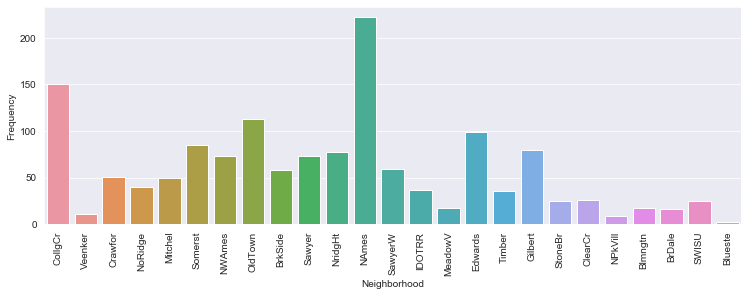 200
150
100
50
0
Frequency
CollgCr
Veenker
Crawfor
NoRidge
Mitchel
Somerst
NWAmes
OldTown
BrkSide
Sawyer
NridgHt
NAmes
SawyerW
IDOTRR
MeadowV
Edwards
Timber
Gilbert
StoneBr
ClearCr
NPkVill
Blmngtn
BrDale
SWISU
Blueste
Neighborhood